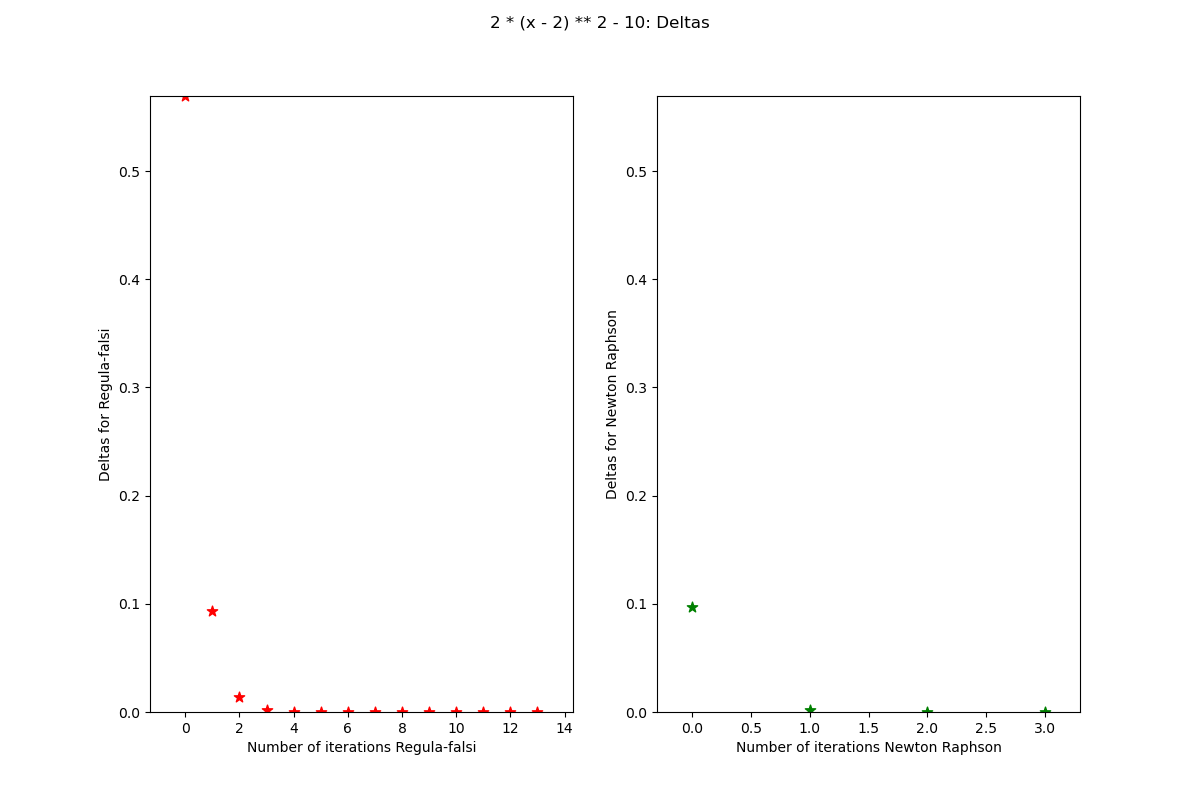 2 * (x - 2) ** 2 - 10: Deltas
Deltas for Regula-falsi
0.5
0.4
0.3
0.2
0.1
0.0
0 2 4 6 8 10 12 14
Number of iterations Regula-falsi
Deltas for Newton Raphson
0.5
0.4
0.3
0.2
0.1
0.0
0.0 0.5 1.0 1.5 2.0 2.5 3.0
Number of iterations Newton Raphson